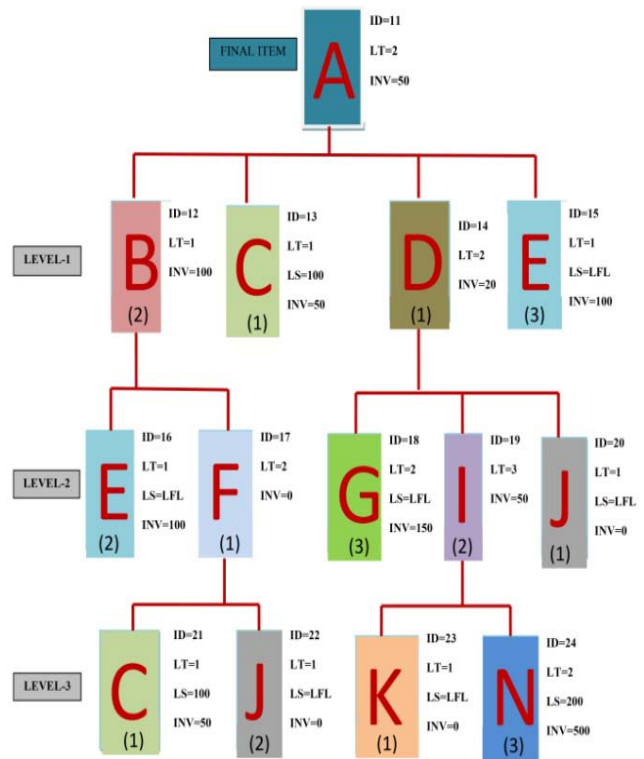 FINAL ITEM
A
ID=11
LT=2
INV=50
LEVEL-1
B
(2)
ID=12
LT=1
INV=100
C
(1)
ID=13
LT=1
LS=100
INV=50
D
(1)
ID=14
LT=2
INV=20
E
(3)
ID=15
LT=1
LS=LFL
INV=100
LEVEL-2
E
(2)
ID=16
LT=1
LS=LFL
INV=100
F
(1)
ID=17
LT=2
INV=0
G
(3)
ID=18
LT=2
LS=LFL
INV=150
I
(2)
ID=19
LT=3
INV=50
J
(1)
ID=20
LT=1
LS=LFL
INV=0
LEVEL-3
C
(1)
ID=21
LT=1
LS=100
INV=50
J
(2)
ID=22
LT=1
LS=LFL
INV=0
K
(1)
ID=23
LT=1
LS=LFL
INV=0
N
(3)
ID=24
LT=2
LS=200
INV=500